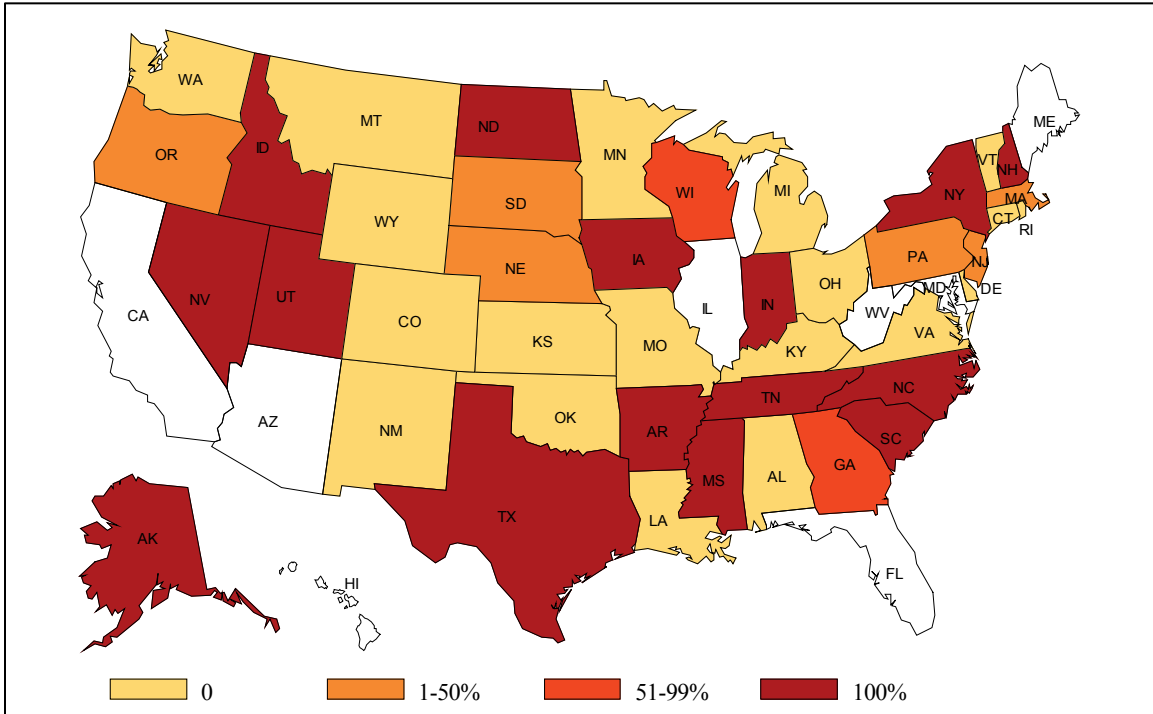 WA
MT
ND
MN
ME
OR
ID
SD
WI
MI
VT
NH
NY
MA
WY
CT
RI
NE
IA
PA
NJ
NV
UT
CO
IL
IN
OH
MD
DE
WV
CA
KS
MO
KY
VA
AZ
NM
OK
AR
TN
NC
SC
TX
MS
AL
GA
LA
AK
HI
FL
0
1-50%
51-99%
100%